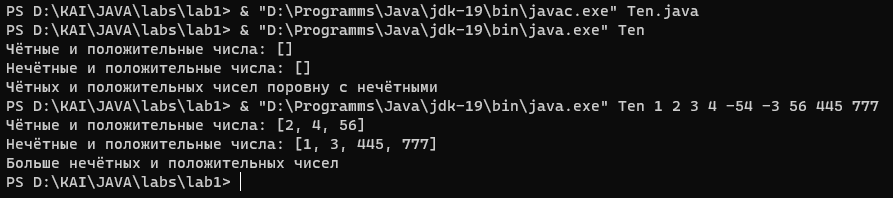 PS D:\KAI\JAVA\labs\lab1> & "D:\Programms\Java\jdk-19\bin\javac.exe" Ten.java
PS D:\KAI\JAVA\labs\lab1> & "D:\Programms\Java\jdk-19\bin\java.exe" Ten
Чётные и положительные числа: []
Нечётные и положительные числа: []
Чётных и положительных чисел поровну с нечётными
PS D:\KAI\JAVA\labs\lab1> & "D:\Programms\Java\jdk-19\bin\java.exe" Ten 1 2 3 4 -54 -3 56 445 777
Чётные и положительные числа: [2, 4, 56]
Нечётные и положительные числа: [1, 3, 445, 777]
Больше нечётных и положительных чисел
PS D:\KAI\JAVA\labs\lab1>